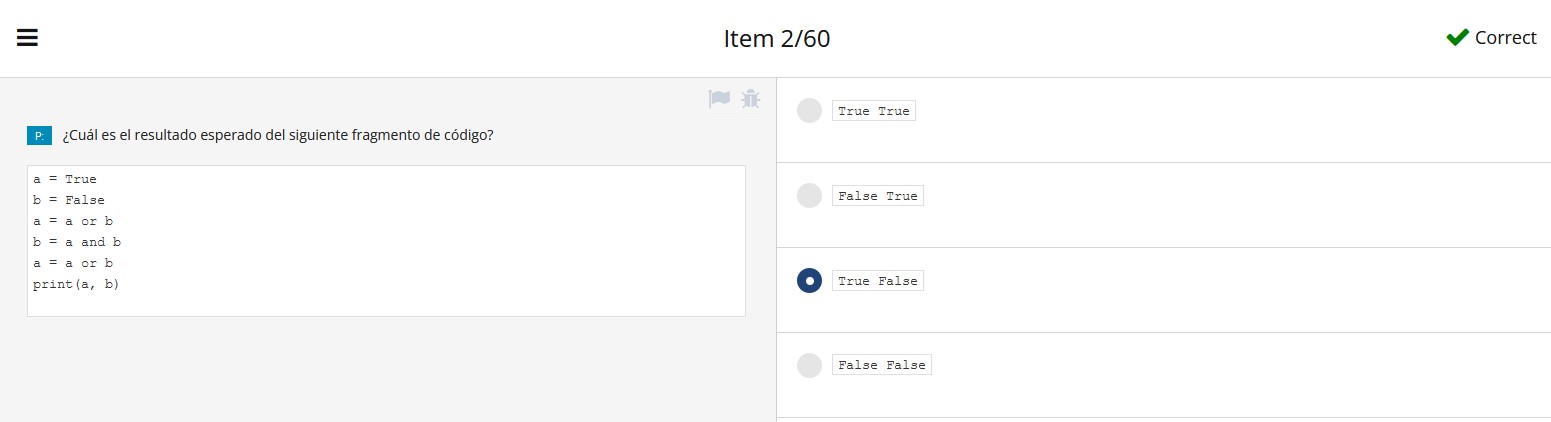 Item 2/60
Correct
P: ¿Cuál es el resultado esperado del siguiente fragmento de código?
a = True
b = False
a = a or b
b = a and b
a = a or b
print(a, b)
True True
False True
True False
False False